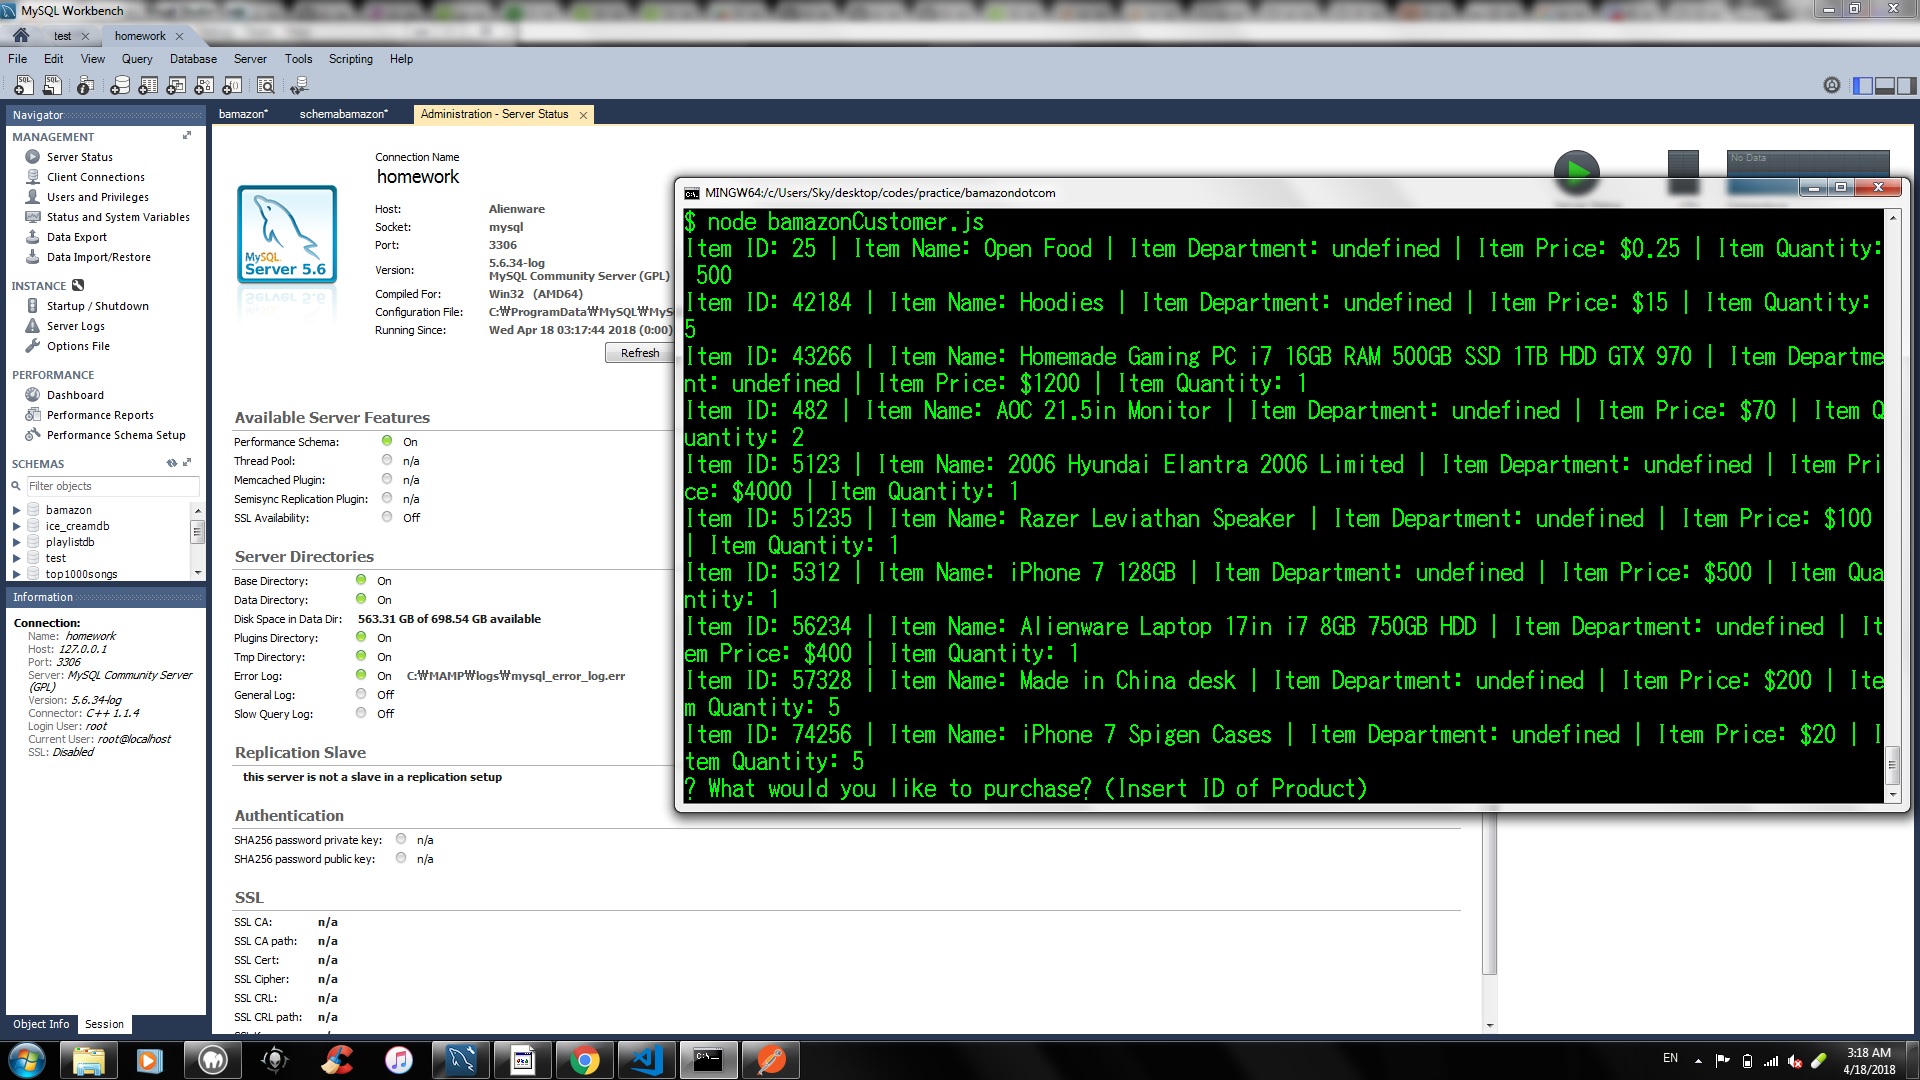 MySQL Workbench
test
homework
File Edit View Query Database Server Tools Scripting Help
Navigator
MANAGEMENT
Server Status
Client Connections
Users and Privileges
Status and System Variables
Data Export
Data Import/Restore
INSTANCE
Startup / Shutdown
Server Logs
Options File
PERFORMANCE
Dashboard
Performance Reports
Performance Schema Setup
SCHEMAS
Filter objects
bamazon
ice_creamdb
playlistdb
test
top1000songs
Information
Connection:
Name: homework
Host: 127.0.0.1
Port: 3306
Server: MySQL Community Server
(GPL)
Version: 5.6.34-log
Connector: C++ 1.1.4
Login User: root
Current User: root@localhost
SSL: Disabled
Object Info Session
bamazon* schemabamazon* Administration - Server Status
MySQL
Server 5.6
Connection Name
homework
Host: Alienware
Socket: mysql
Port: 3306
Version: 5.6.34-log
MySQL Community Server (GPL)
Compiled For: Win32 (AMD64)
Configuration File: C:₩ProgramData₩MySQL₩MyS
Running Since: Wed Apr 18 03:17:44 2018 (0:00)
Refresh
No Data
Available Server Features
Performance Schema: On
Thread Pool: n/a
Memcached Plugin: n/a
Semisync Replication Plugin: n/a
SSL Availability: Off
Server Directories
Base Directory: On
Data Directory: On
Disk Space in Data Dir: 563.31 GB of 698.54 GB available
Plugins Directory: On
Tmp Directory: On
Error Log: On C:₩MAMP₩logs₩mysql_error_log.err
General Log: Off
Slow Query Log: Off
Replication Slave
this server is not a slave in a replication setup
Authentication
SHA256 password private key: n/a
SHA256 password public key: n/a
SSL
SSL CA: n/a
SSL CA path: n/a
SSL Cert: n/a
SSL Cipher: n/a
SSL CRL: n/a
SSL CRL path: n/a
MINGW64:/c/Users/Sky/desktop/codes/practice/bamazondotcom
$ node bamazonCustomer.js
Item ID: 25 | Item Name: Open Food | Item Department: undefined | Item Price: $0.25 | Item Quantity:
500
Item ID: 42184 | Item Name: Hoodies | Item Department: undefined | Item Price: $15 | Item Quantity:
5
Item ID: 43266 | Item Name: Homemade Gaming PC i7 16GB RAM 500GB SSD 1TB HDD GTX 970 | Item Departme
nt: undefined | Item Price: $1200 | Item Quantity: 1
Item ID: 482 | Item Name: AOC 21.5in Monitor | Item Department: undefined | Item Price: $70 | Item Q
uantity: 2
Item ID: 5123 | Item Name: 2006 Hyundai Elantra 2006 Limited | Item Department: undefined | Item Pri
ce: $4000 | Item Quantity: 1
Item ID: 51235 | Item Name: Razer Leviathan Speaker | Item Department: undefined | Item Price: $100
| Item Quantity: 1
Item ID: 5312 | Item Name: iPhone 7 128GB | Item Department: undefined | Item Price: $500 | Item Qua
ntity: 1
Item ID: 56234 | Item Name: Alienware Laptop 17in i7 8GB 750GB HDD | Item Department: undefined | It
em Price: $400 | Item Quantity: 1
Item ID: 57328 | Item Name: Made in China desk | Item Department: undefined | Item Price: $200 | Ite
m Quantity: 5
Item ID: 74256 | Item Name: iPhone 7 Spigen Cases | Item Department: undefined | Item Price: $20 | I
tem Quantity: 5
? What would you like to purchase? (Insert ID of Product)
EN
3:18 AM
4/18/2018